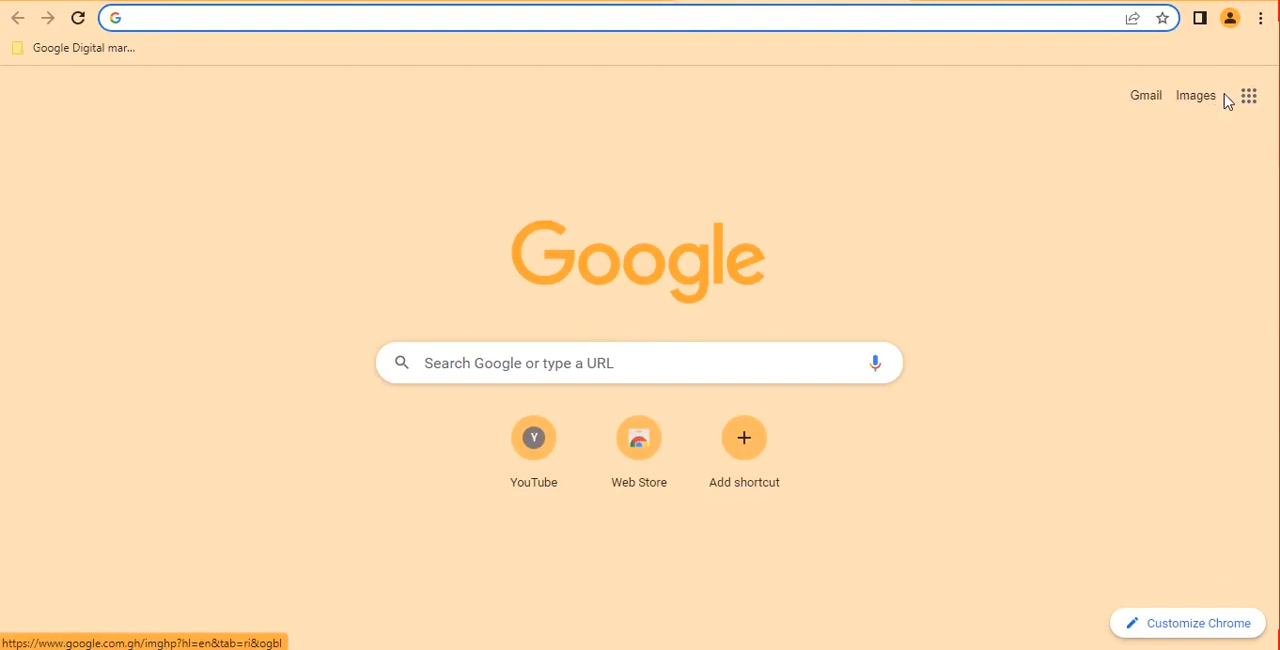 Google Digital mar...
Gmail Images
Google
Search Google or type a URL
Y
YouTube Web Store Add shortcut
Customize Chrome
https://www.google.com.gh/imghp?hl=en&tab=ri&ogbl